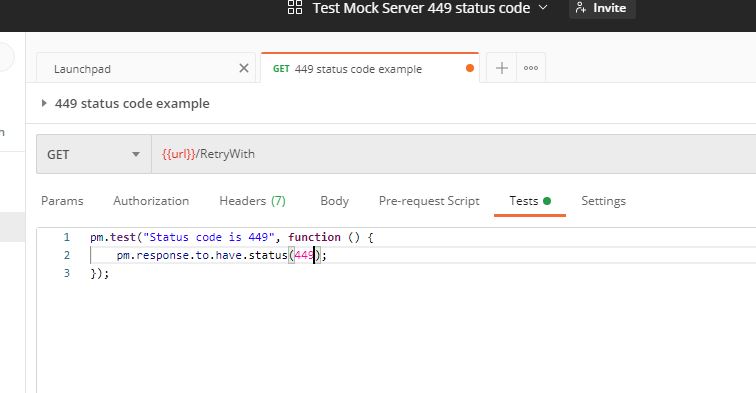 Test Mock Server 449 status code
Invite
Launchpad
GET 449 status code example
449 status code example
GET
{{url}}/RetryWith
Params Authorization Headers (7) Body Pre-request Script Tests Settings
1 pm.test("Status code is 449", function () {
2 pm.response.to.have.status(449);
3 });